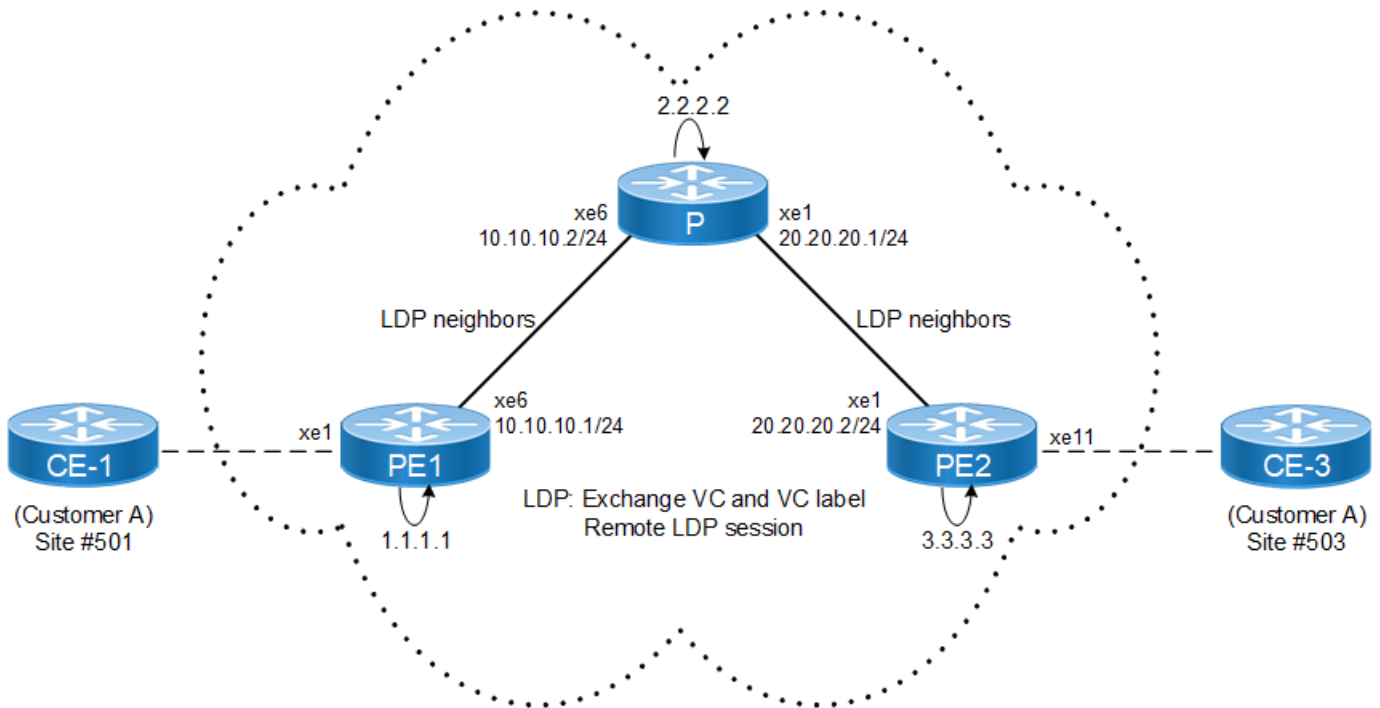 2.2.2.2
P
xe6
10.10.10.2/24
xe1
20.20.20.1/24
LDP neighbors
LDP neighbors
xe6
10.10.10.1/24
xe1
20.20.20.2/24
xe1
xe11
CE-1
PE1
PE2
CE-3
(Customer A)
Site #501
1.1.1.1
LDP: Exchange VC and VC label
Remote LDP session
3.3.3.3
(Customer A)
Site #503